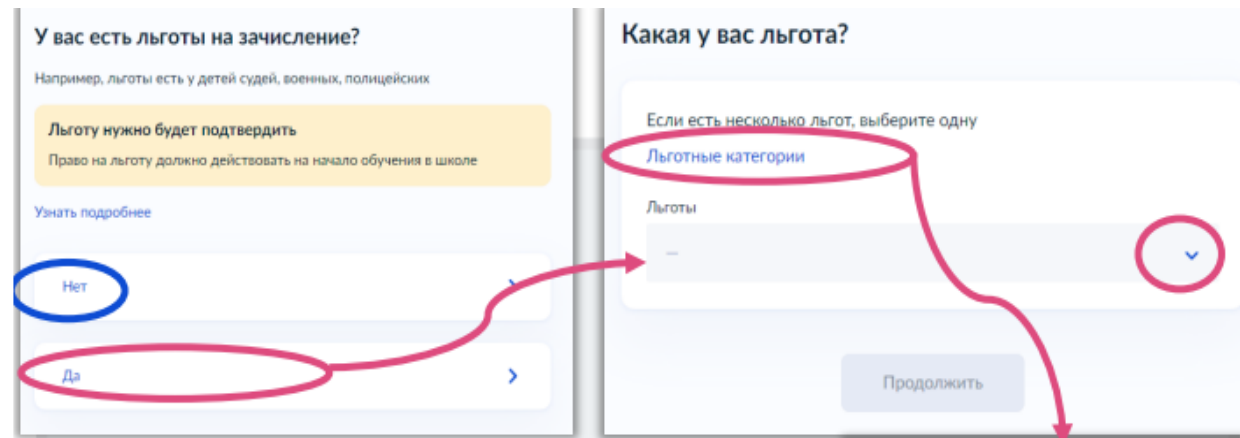 У вас есть льготы на зачисление?
Например, льготы есть у детей судей, военных, полицейских
Льготу нужно будет подтвердить
Право на льготу должно действовать на начало обучения в школе
Узнать подробнее
Нет
Да
Какая у вас льгота?
Если есть несколько льгот, выберите одну
Льготные категории
Льготы
—
Продолжить